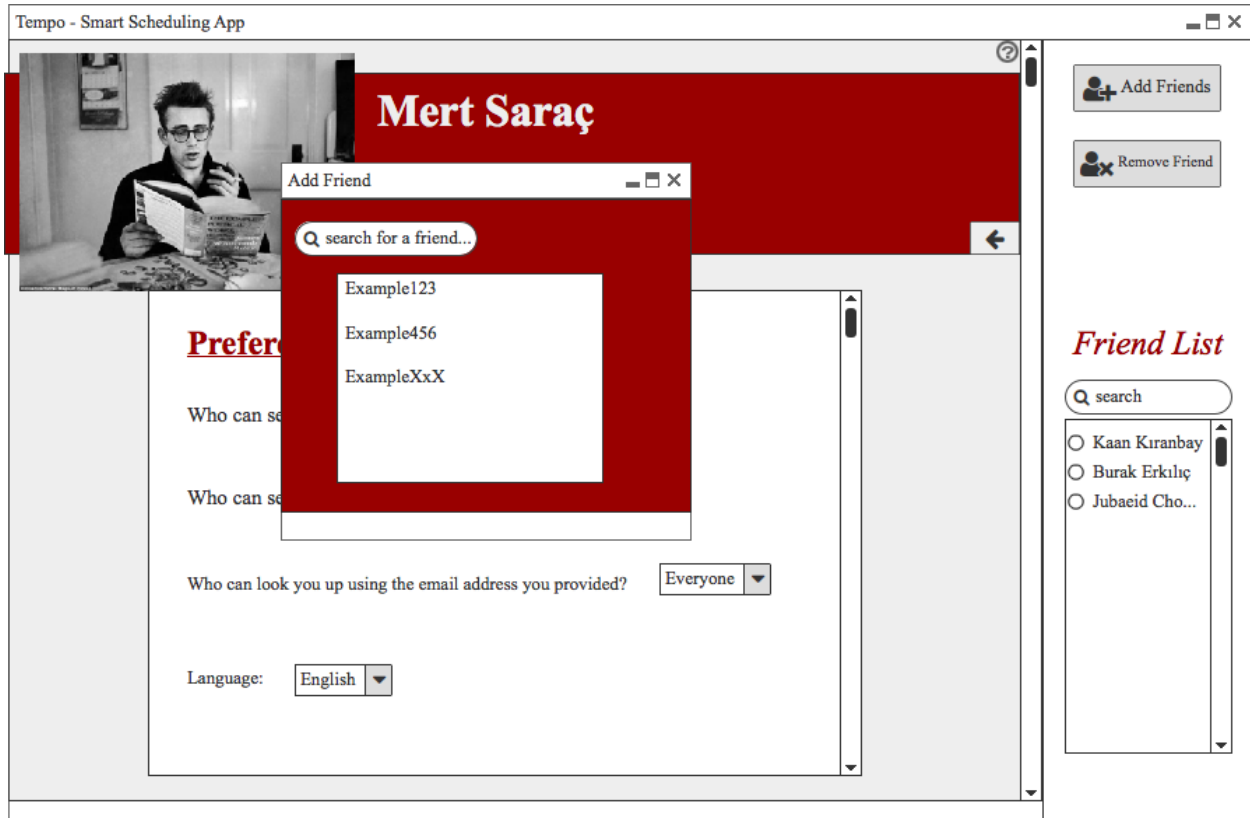 Tempo - Smart Scheduling App
Add Friends
Mert Saraç
Remove Friend
Add Friend
search for a friend...
Example123
Example456
ExampleXxX
Friend List
search
Kaan Kıranbay
Burak Erkılıç
Jubaeid Cho...
Prefer
Who can se
Who can se
Who can look you up using the email address you provided? Everyone
Language: English